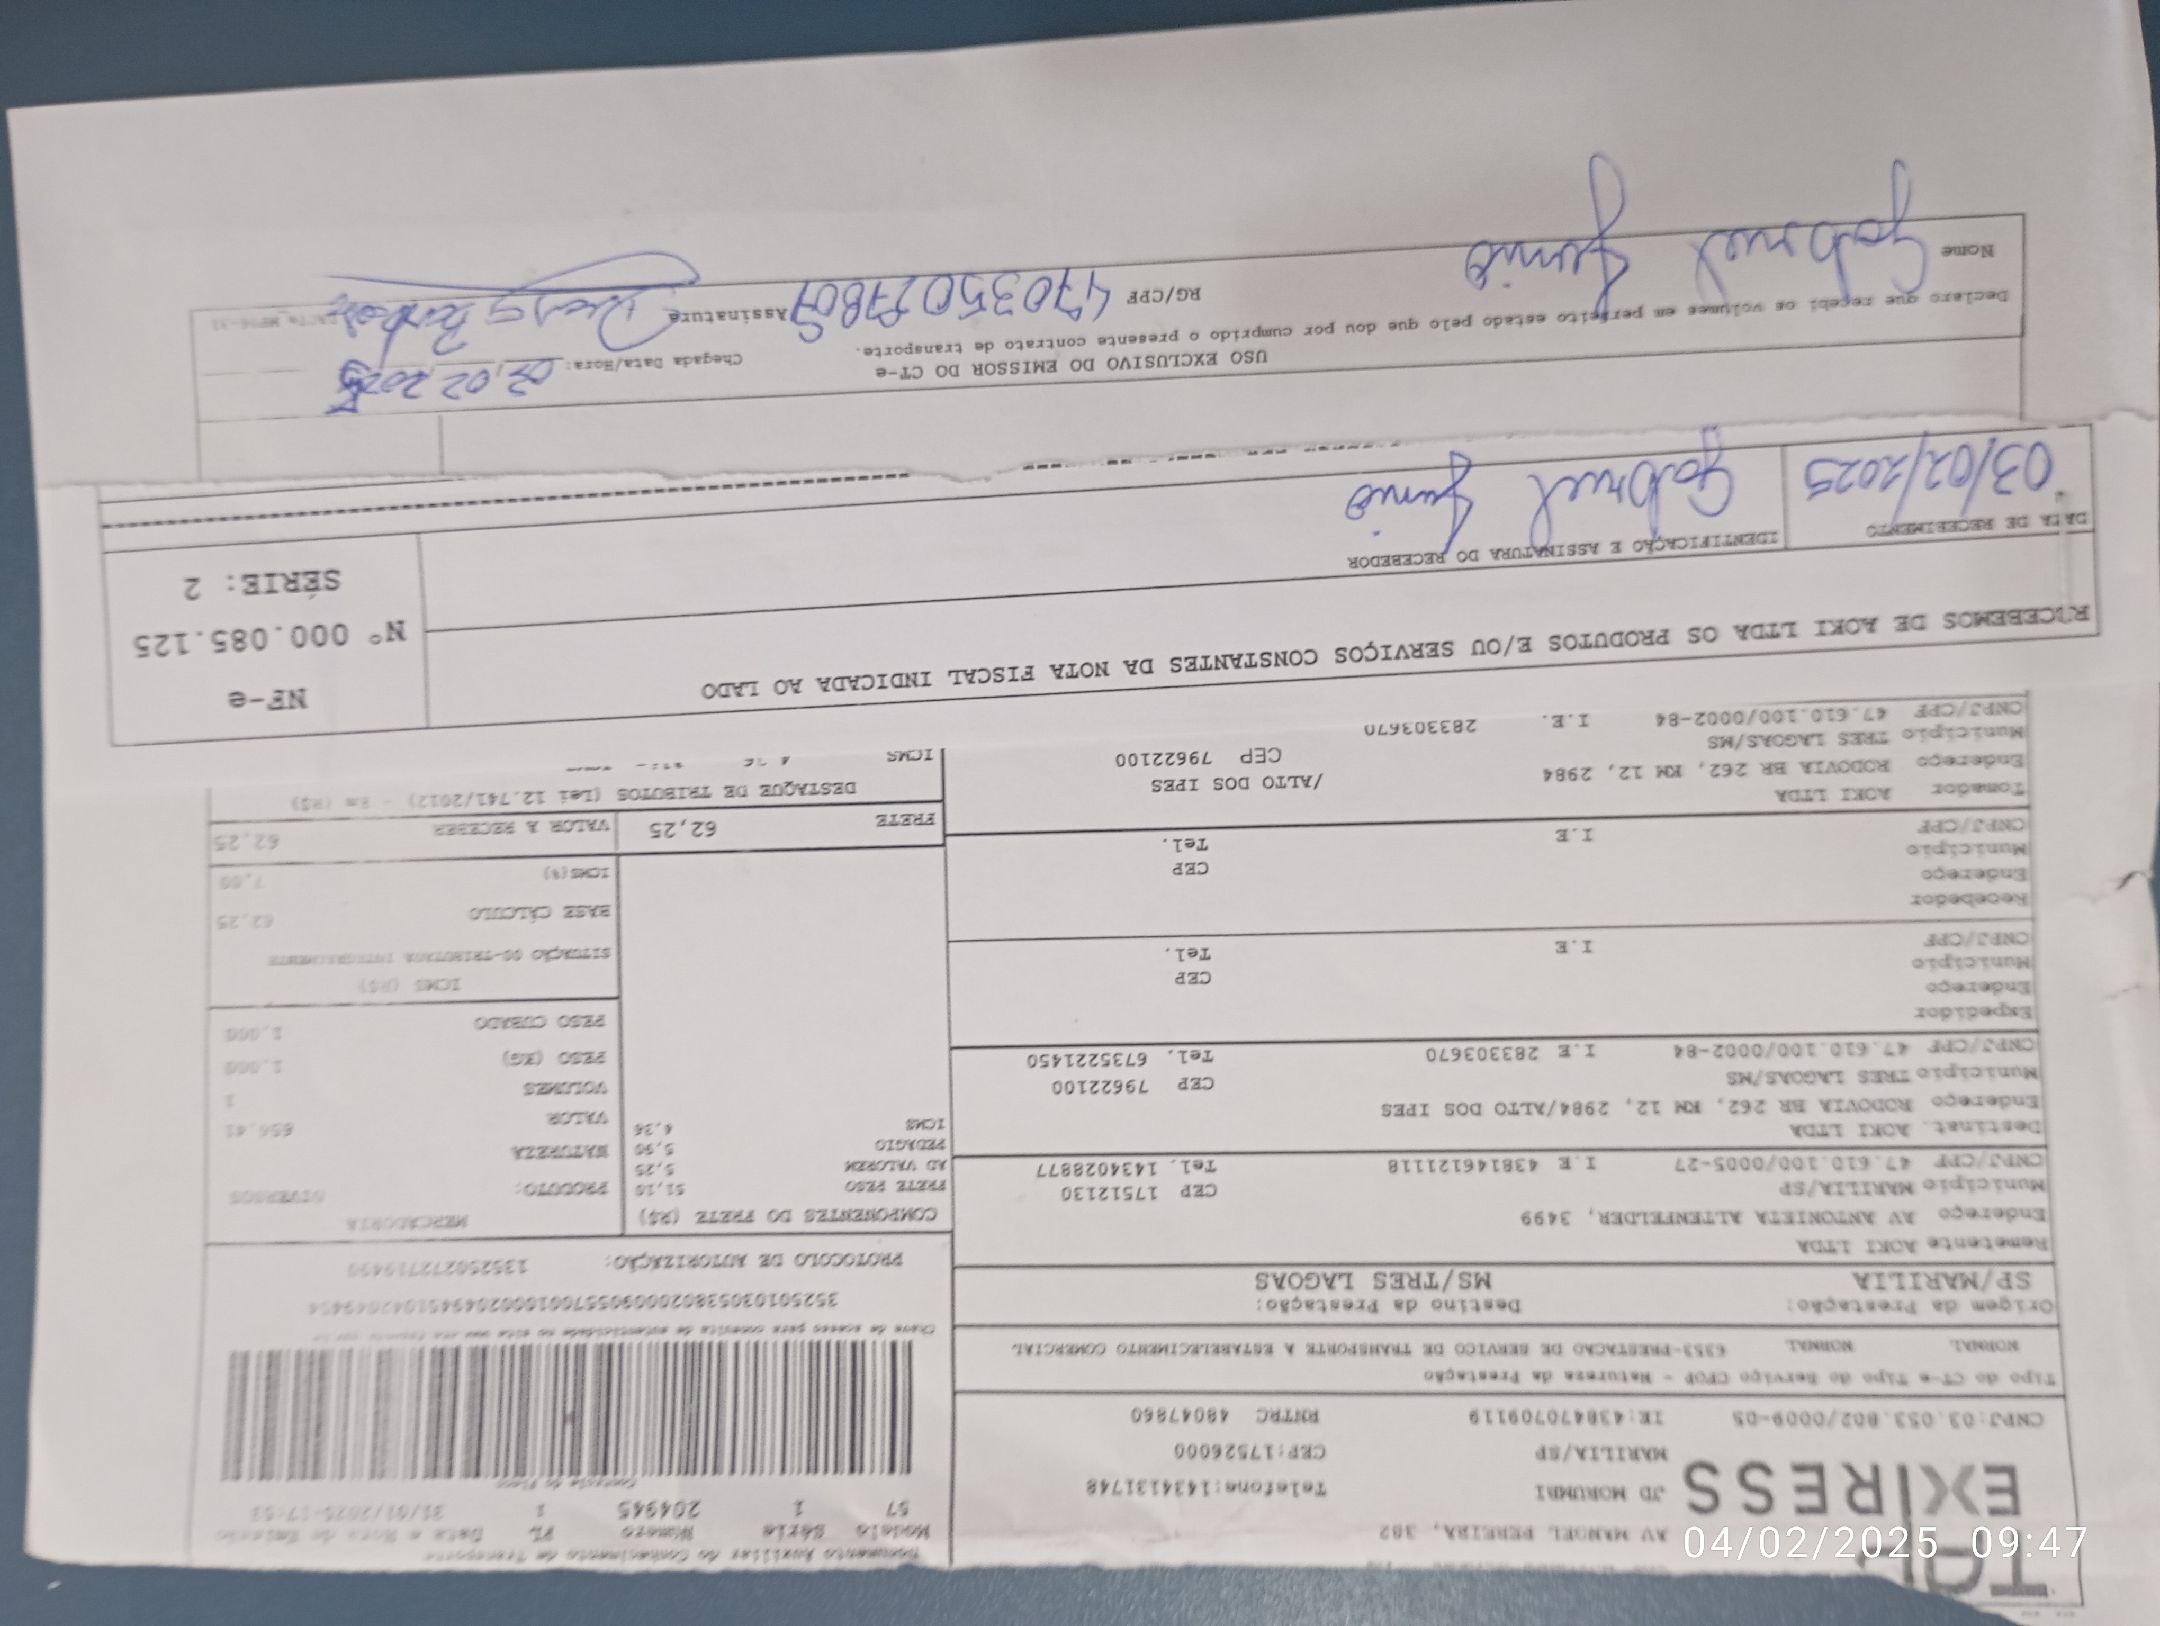 EXPRESS
AV MANOEL PEREIRA, 382
JD MORUMBI
Telefone:1434131748
MARILIA/SP
CEP:17526000
CNPJ:03.053.802/0009-05
IE:438470709119
RNTRC 48047860
Documento Auxiliar do Conhecimento de Transporte
Modelo Série Número FL Data e Hora de Emissão
57 1 204945 1 31/01/2025-17:53
Tipo do CT-e Tipo do Serviço CFOP - Natureza da Prestação
NORMAL NORMAL 6353-PRESTACAO DE SERVICO DE TRANSPORTE A ESTABELECIMENTO COMERCIAL
Origem da Prestação: Destino da Prestação:
SP/MARILIA MS/TRES LAGOAS
PROTOCOLO DE AUTORIZAÇÃO:
Remetente AOKI LTDA
Endereço AV ANTONIETA ALTENFELDER, 3499
Município MARILIA/SP CEP 17512130
CNPJ/CPF 47.610.100/0005-27 I.E 438146121118 Tel. 1434028877
Destinat. AOKI LTDA
Endereço RODOVIA BR 262, KM 12, 2984/ALTO DOS IPES
Município TRES LAGOAS/MS CEP 79622100
CNPJ/CPF 47.610.100/0002-84 I.E 283303670 Tel. 6735221450
Expedidor
Endereço
Município CEP
CNPJ/CPF I.E Tel.
Recebedor
Endereço
Município CEP
CNPJ/CPF I.E Tel.
Tomador AOKI LTDA
Endereço RODOVIA BR 262, KM 12, 2984 /ALTO DOS IPES
Município TRES LAGOAS/MS CEP 79622100
CNPJ/CPF 47.610.100/0002-84 I.E. 283303670
COMPONENTES DO FRETE (R$)
FRETE PESO
AD VALOREM 5,25
PEDAGIO 5,90
ICMS 4,36
MERCADORIA
PRODUTO: DIVERSOS
NATUREZA
VALOR 656,41
VOLUMES 1
PESO (KG) 1,000
PESO CUBADO 1,000
ICMS (R$)
SITUAÇÃO 00-TRIBUTADA INTEGRALMENTE
BASE CÁLCULO 62,25
ICMS(%) 7,00
FRETE 62,25 VALOR A RECEBER 62,25
DESTAQUE DE TRIBUTOS (Lei 12.741/2012) - Em (R$)
ICMS
RECEBEMOS DE AOKI LTDA OS PRODUTOS E/OU SERVIÇOS CONSTANTES DA NOTA FISCAL INDICADA AO LADO
NF-e
Nº 000.085.125
SÉRIE: 2
DATA DE RECEBIMENTO
IDENTIFICAÇÃO E ASSINATURA DO RECEBEDOR
03/02/2025
Gabriel Junio
USO EXCLUSIVO DO EMISSOR DO CT-e
Declaro que recebi os volumes em perfeito estado pelo que dou por cumprido o presente contrato de transporte.
Chegada Data/Hora:
Nome Gabriel Junio
RG/CPF 47035027807
Assinatura
04/02/2025 09:47